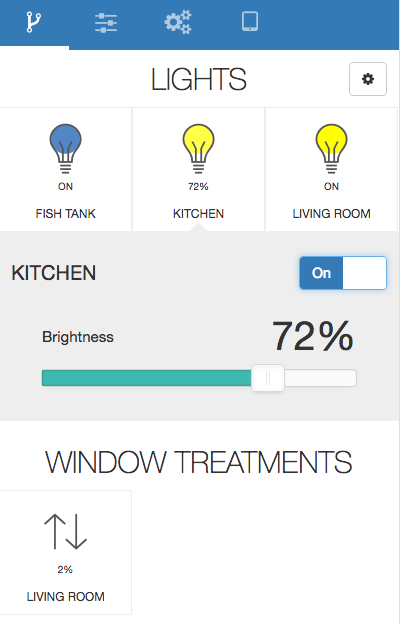 LIGHTS
ON
72%
ON
FISH TANK
KITCHEN
LIVING ROOM
KITCHEN
On
Brightness
72%
WINDOW TREATMENTS
2%
LIVING ROOM